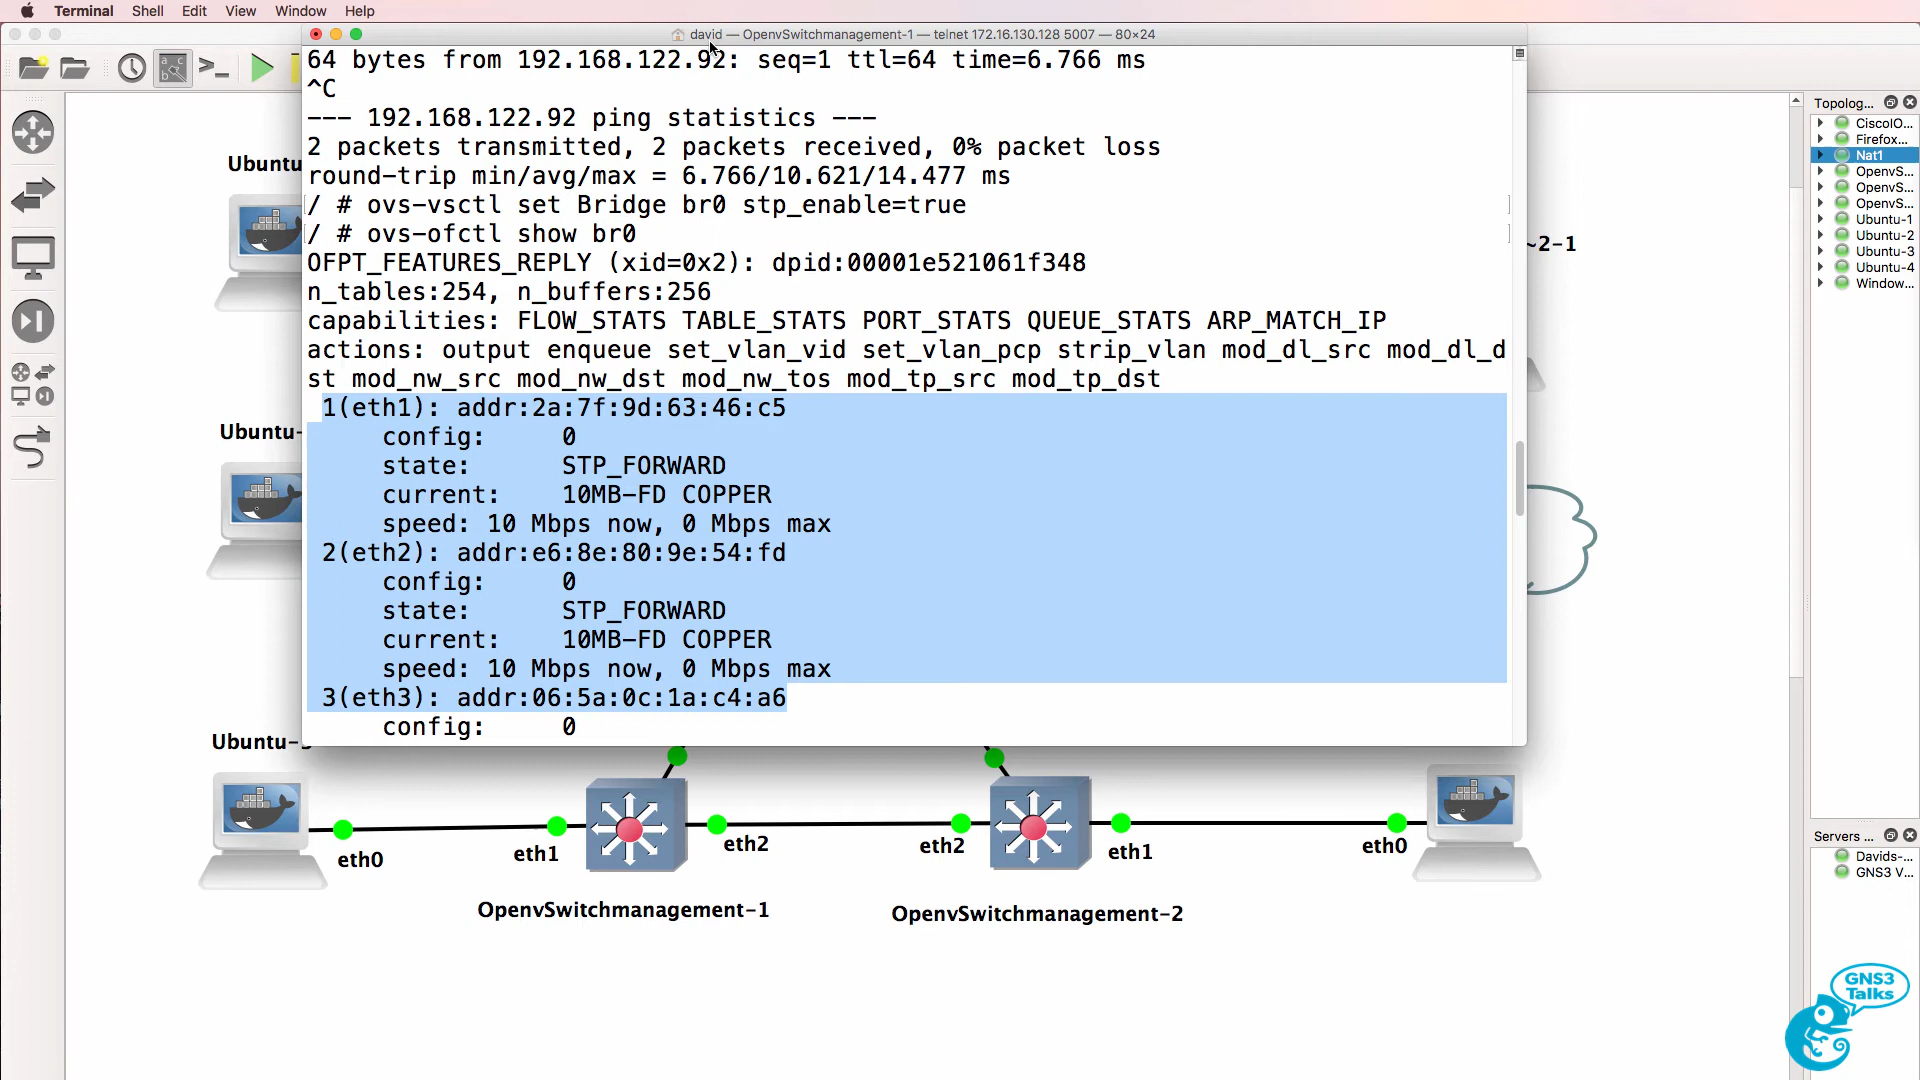 Terminal Shell Edit View Window Help
david — OpenvSwitchmanagement-1 — telnet 172.16.130.128 5007 — 80×24
64 bytes from 192.168.122.92: seq=1 ttl=64 time=6.766 ms
^C
--- 192.168.122.92 ping statistics ---
2 packets transmitted, 2 packets received, 0% packet loss
round-trip min/avg/max = 6.766/10.621/14.477 ms
/ # ovs-vsctl set Bridge br0 stp_enable=true
/ # ovs-ofctl show br0
OFPT_FEATURES_REPLY (xid=0x2): dpid:00001e521061f348
n_tables:254, n_buffers:256
capabilities: FLOW_STATS TABLE_STATS PORT_STATS QUEUE_STATS ARP_MATCH_IP
actions: output enqueue set_vlan_vid set_vlan_pcp strip_vlan mod_dl_src mod_dl_d
st mod_nw_src mod_nw_dst mod_nw_tos mod_tp_src mod_tp_dst
1(eth1): addr:2a:7f:9d:63:46:c5
config: 0
state: STP_FORWARD
current: 10MB-FD COPPER
speed: 10 Mbps now, 0 Mbps max
2(eth2): addr:e6:8e:80:9e:54:fd
config: 0
state: STP_FORWARD
current: 10MB-FD COPPER
speed: 10 Mbps now, 0 Mbps max
3(eth3): addr:06:5a:0c:1a:c4:a6
config: 0
Ubuntu
Ubuntu-
Ubuntu-
~2-1
eth0
eth1
eth2
eth2
eth1
eth0
OpenvSwitchmanagement-1
OpenvSwitchmanagement-2
Topolog...
CiscoIO...
Firefox...
Nat1
OpenvS...
OpenvS...
OpenvS...
Ubuntu-1
Ubuntu-2
Ubuntu-3
Ubuntu-4
Window...
Servers ...
Davids-...
GNS3 V...
GNS3
Talks